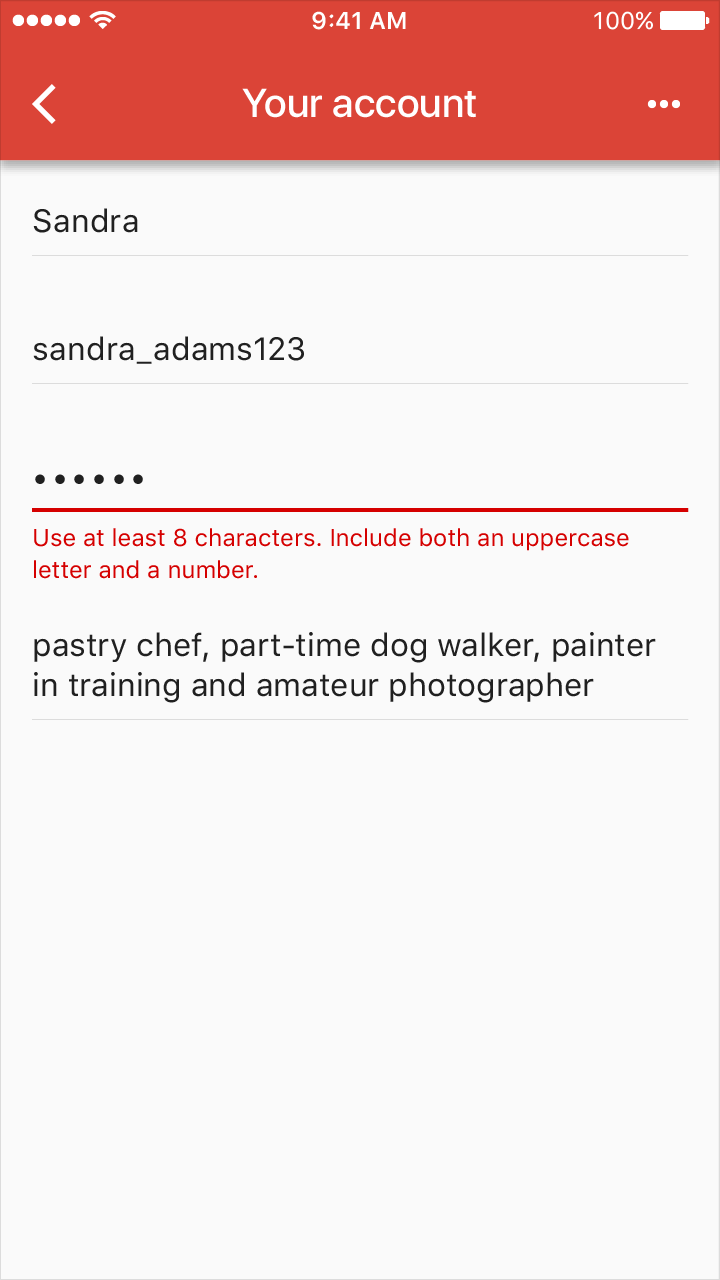 9:41 AM 100%
Your account
Sandra
sandra_adams123
••••••
Use at least 8 characters. Include both an uppercase
letter and a number.
pastry chef, part-time dog walker, painter
in training and amateur photographer